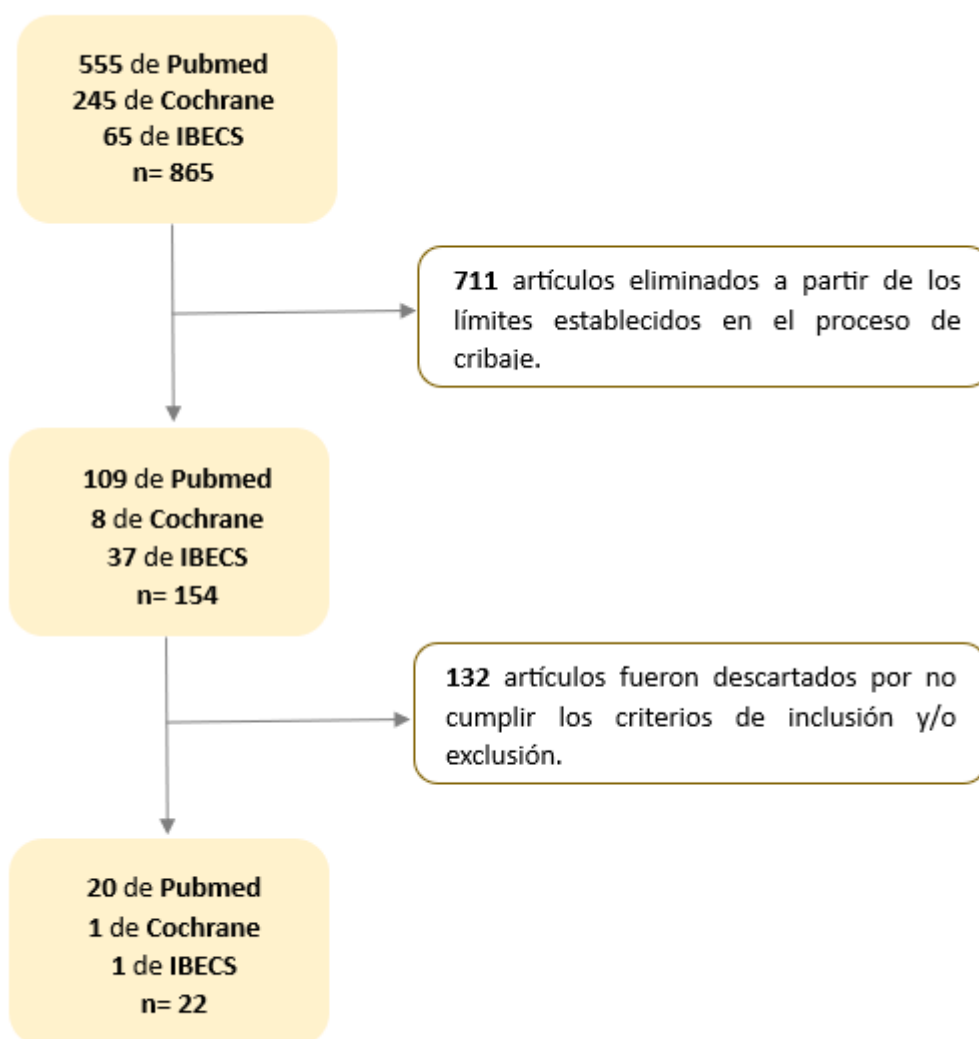 555 de Pubmed
245 de Cochrane
65 de IBECS
n= 865
711 artículos eliminados a partir de los
límites establecidos en el proceso de
cribaje.
109 de Pubmed
8 de Cochrane
37 de IBECS
n= 154
132 artículos fueron descartados por no
cumplir los criterios de inclusión y/o
exclusión.
20 de Pubmed
1 de Cochrane
1 de IBECS
n= 22